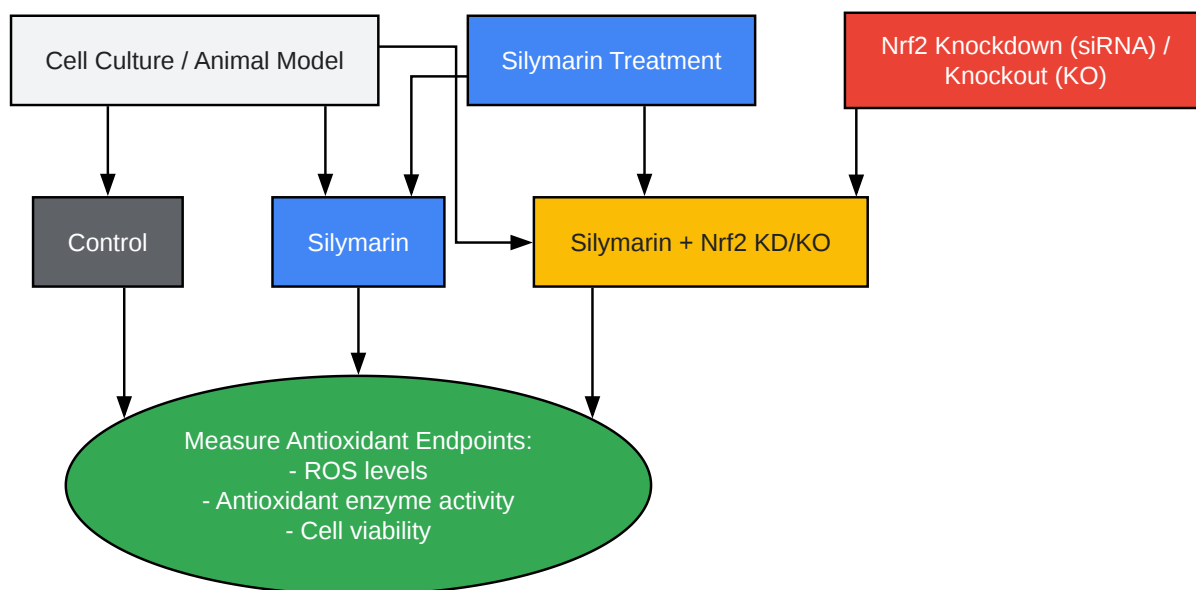 Cell Culture / Animal Model
Silymarin Treatment
Nrf2 Knockdown (siRNA) /
Knockout (KO)
Control
Silymarin
Silymarin + Nrf2 KD/KO
Measure Antioxidant Endpoints:
- ROS levels
- Antioxidant enzyme activity
- Cell viability